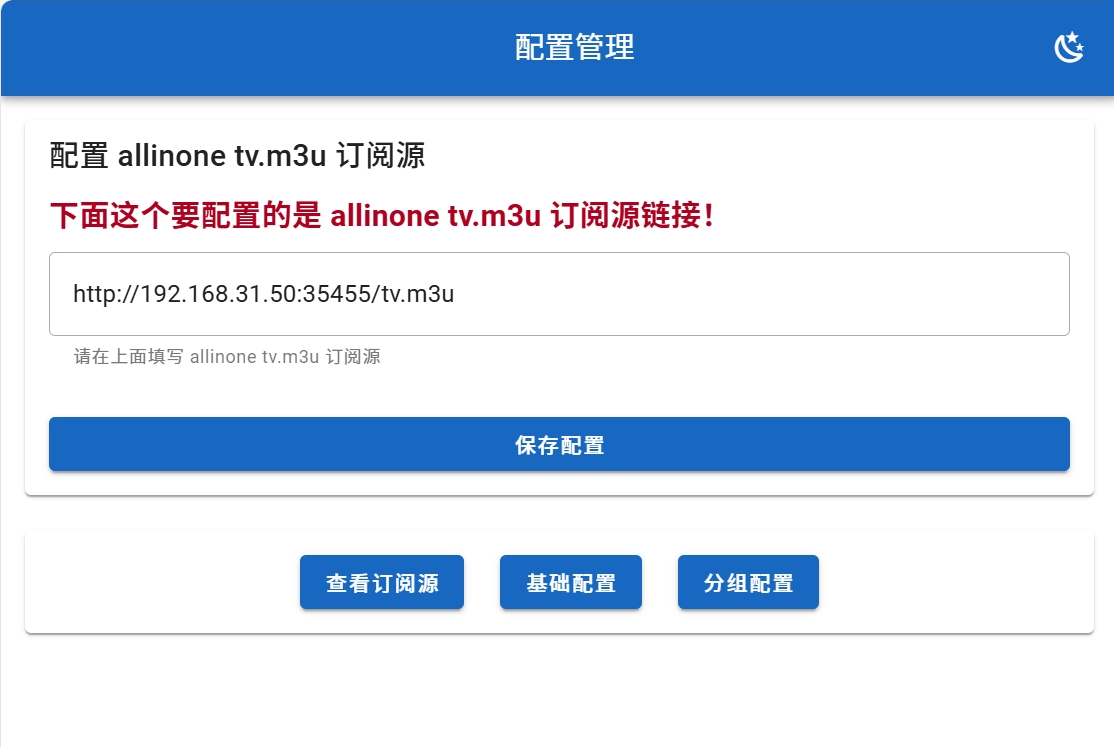 配置管理
配置 allinone tv.m3u 订阅源
下面这个要配置的是 allinone tv.m3u 订阅源链接！
http://192.168.31.50:35455/tv.m3u
请在上面填写 allinone tv.m3u 订阅源
保存配置
查看订阅源 基础配置 分组配置